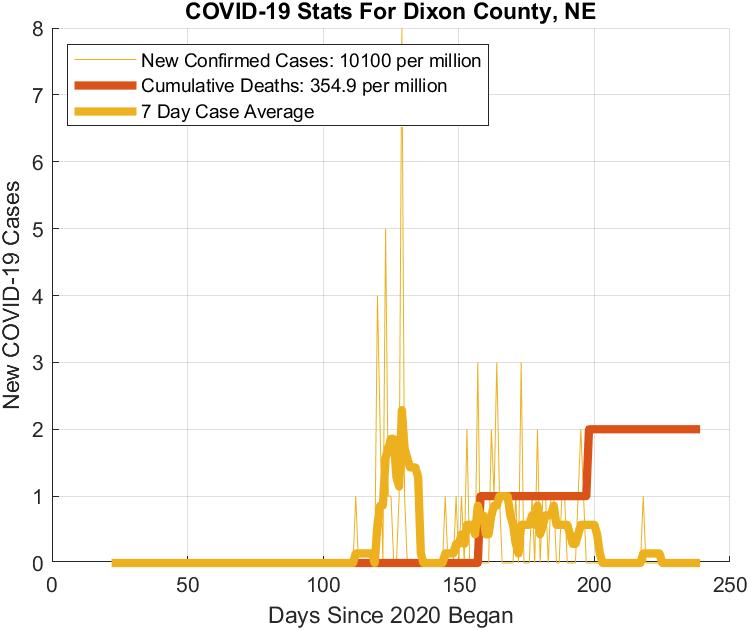 COVID-19 Stats For Dixon County, NE
8
New Confirmed Cases: 10100 per million
Cumulative Deaths: 354.9 per million
7 Day Case Average
7
6
5
4
3
2
1
0
New COVID-19 Cases
0 50 100 150 200 250
Days Since 2020 Began